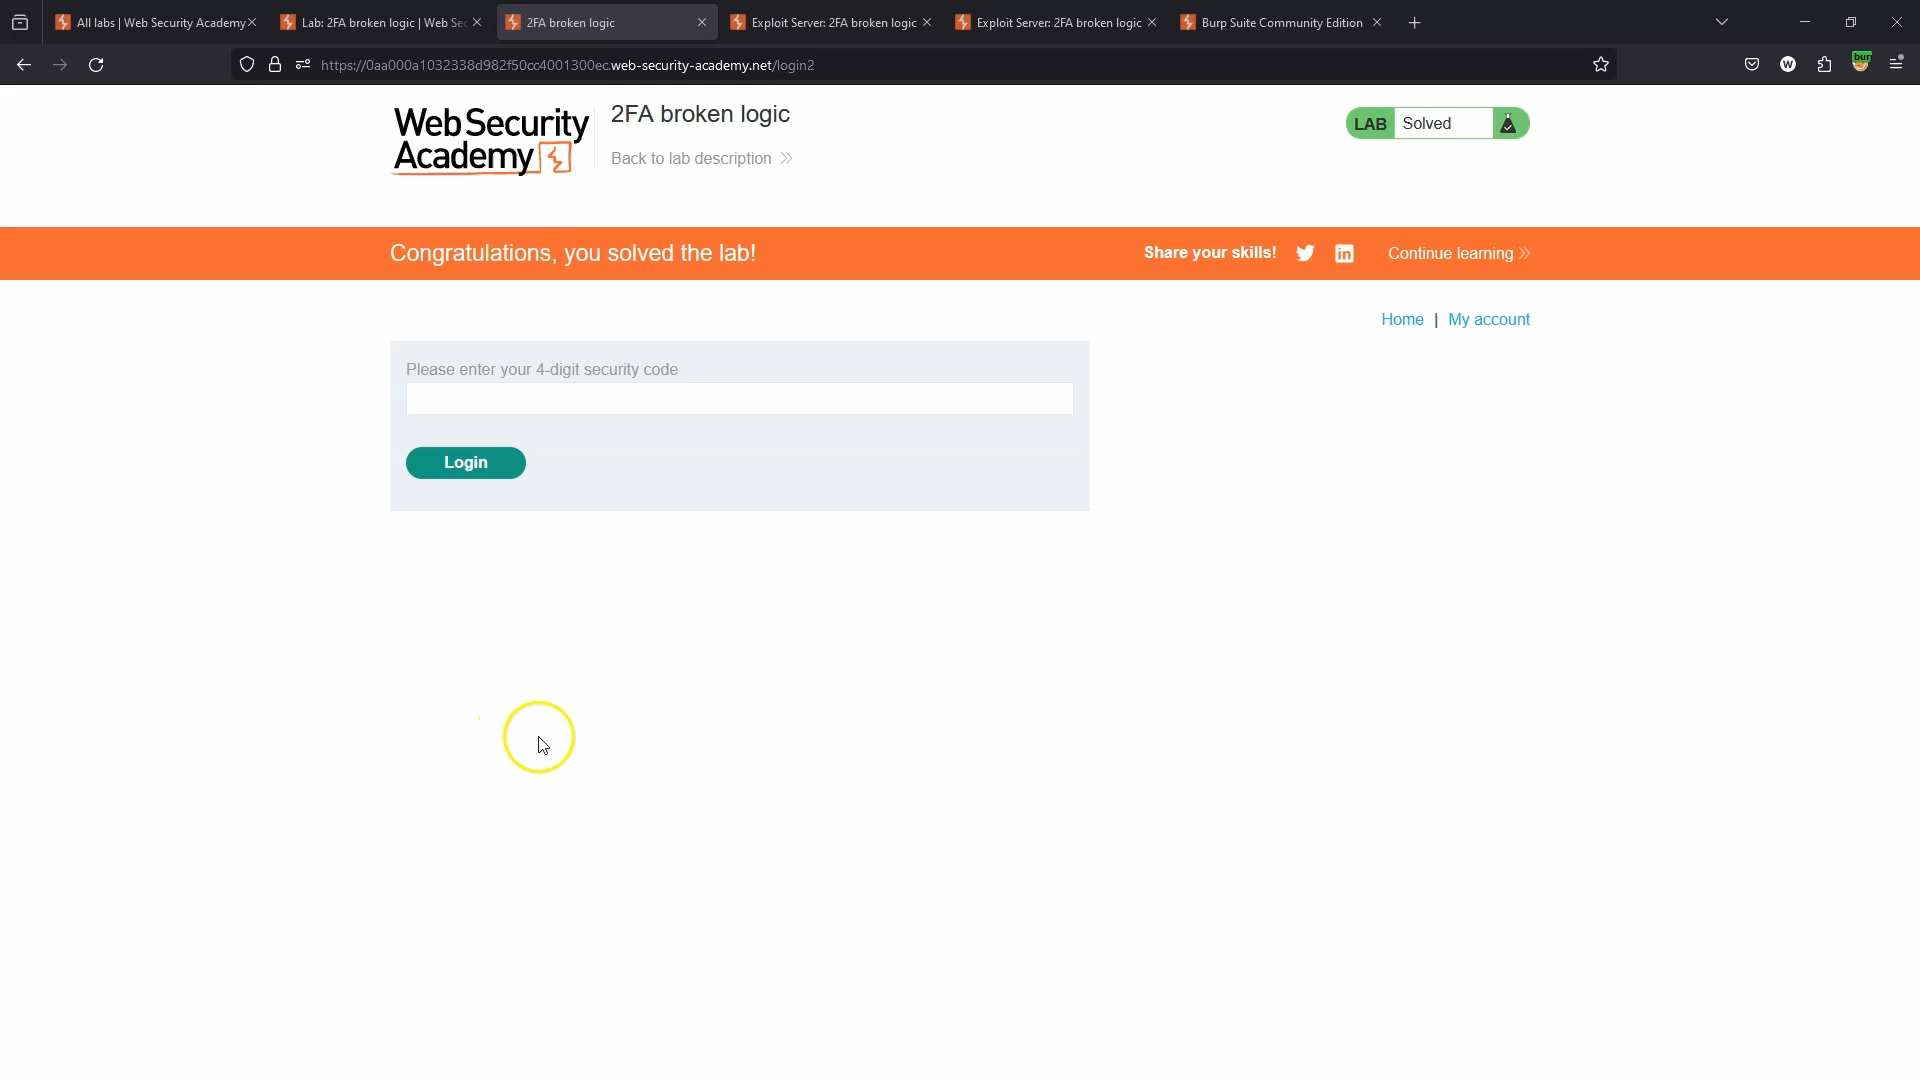 All labs | Web Security Academy
Lab: 2FA broken logic | Web Sec
2FA broken logic
Exploit Server: 2FA broken logic
Exploit Server: 2FA broken logic
Burp Suite Community Edition
https://0aa000a1032338d982f50cc4001300ec.web-security-academy.net/login2
W
bur
Web Security
Academy
2FA broken logic
Back to lab description
LAB Solved
Congratulations, you solved the lab!
Share your skills!
in
Continue learning
Home | My account
Please enter your 4-digit security code
Login